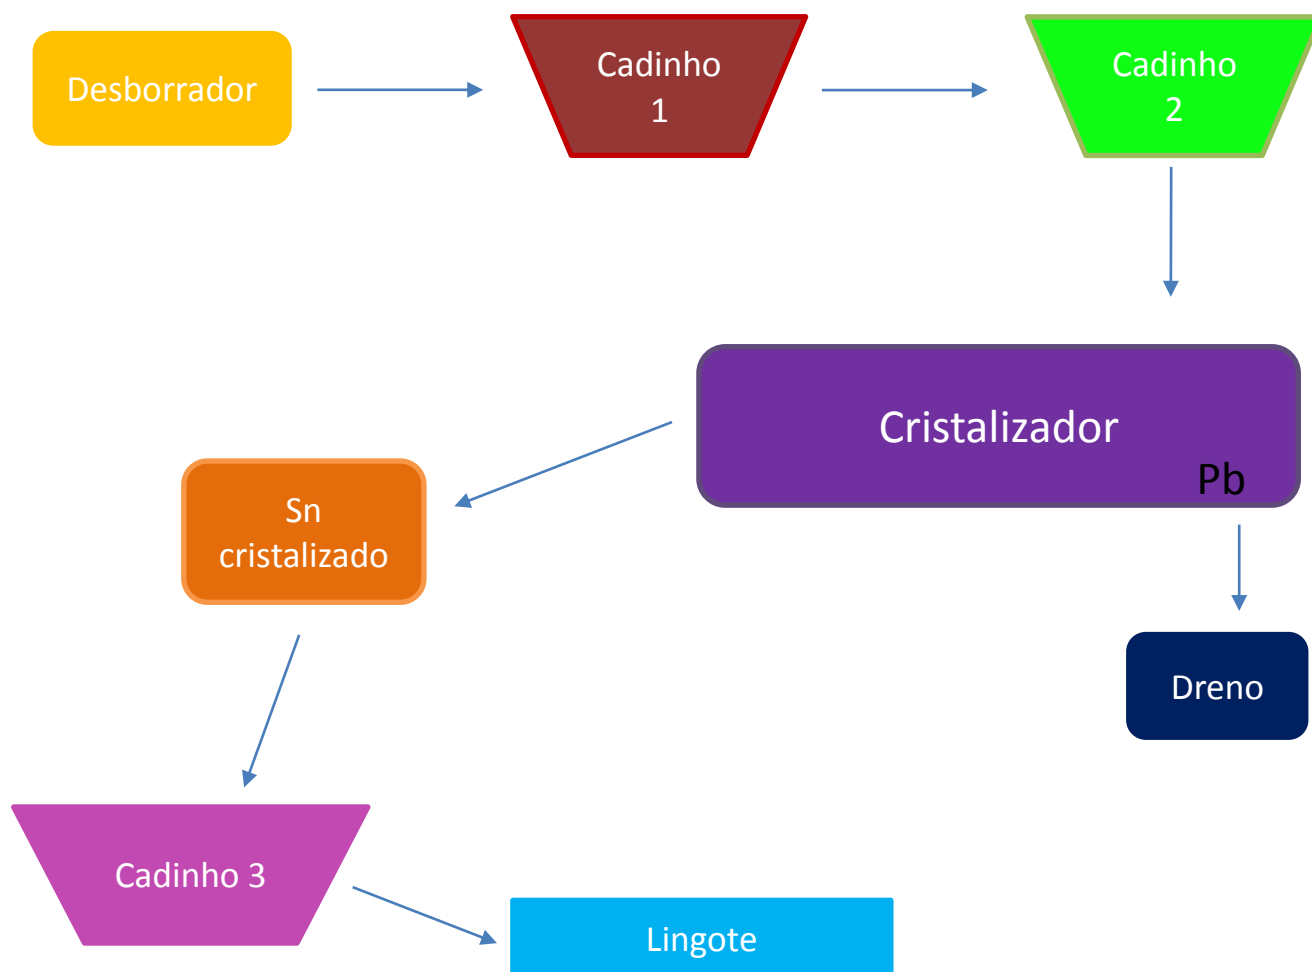 Desborrador
Cadinho
1
Cadinho
2
Cristalizador
Pb
Sn
cristalizado
Dreno
Cadinho 3
Lingote